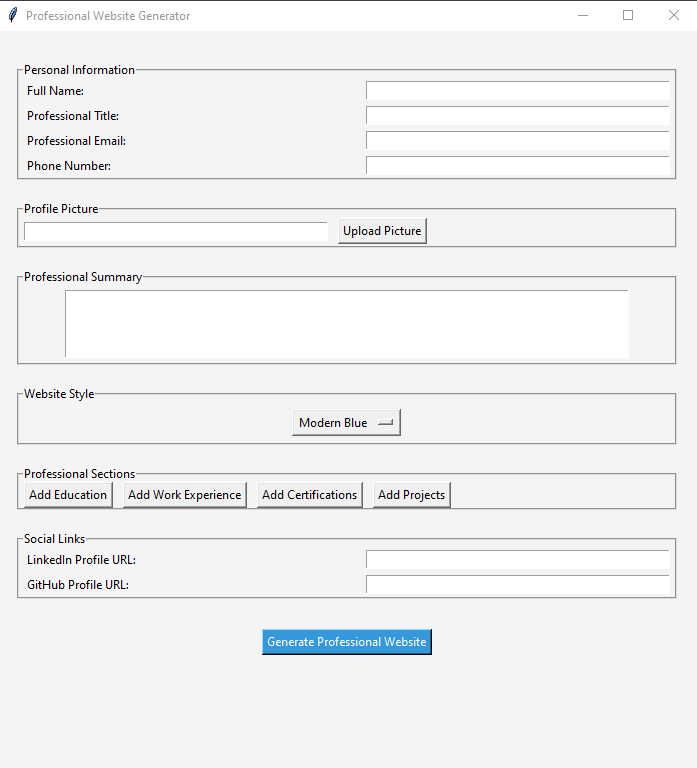 Professional Website Generator
Personal Information
Full Name:
Professional Title:
Professional Email:
Phone Number:
Profile Picture
Upload Picture
Professional Summary
Website Style
Modern Blue
Professional Sections
Add Education Add Work Experience Add Certifications Add Projects
Social Links
LinkedIn Profile URL:
GitHub Profile URL:
Generate Professional Website